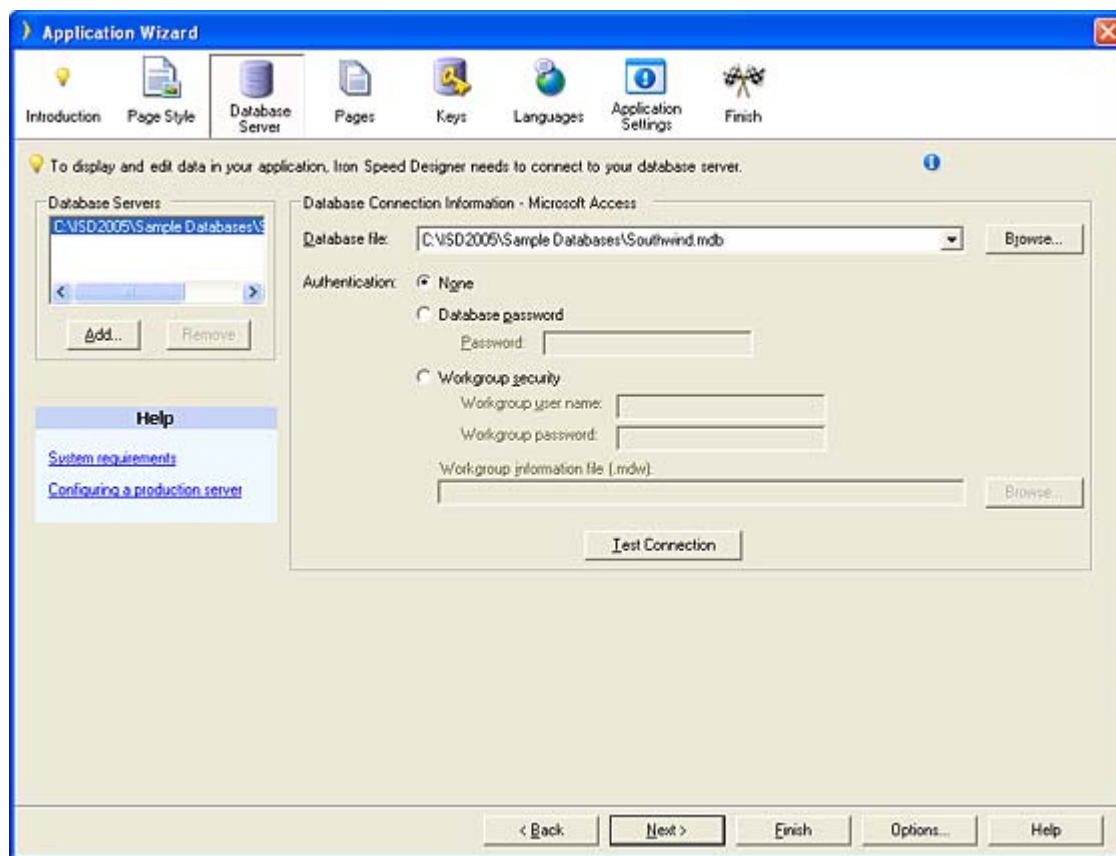 Application Wizard
Introduction
Page Style
Database Server
Pages
Keys
Languages
Application Settings
Finish
To display and edit data in your application, Iron Speed Designer needs to connect to your database server.
Database Servers
C:\ISD2005\Sample Databases\S
Add...
Remove
Help
System requirements
Configuring a production server
Database Connection Information - Microsoft Access
Database file:
C:\ISD2005\Sample Databases\Southwind.mdb
Browse...
Authentication:
None
Database password
Password:
Workgroup security
Workgroup user name:
Workgroup password:
Workgroup information file (.mdw):
Browse...
Test Connection
< Back
Next >
Finish
Options...
Help